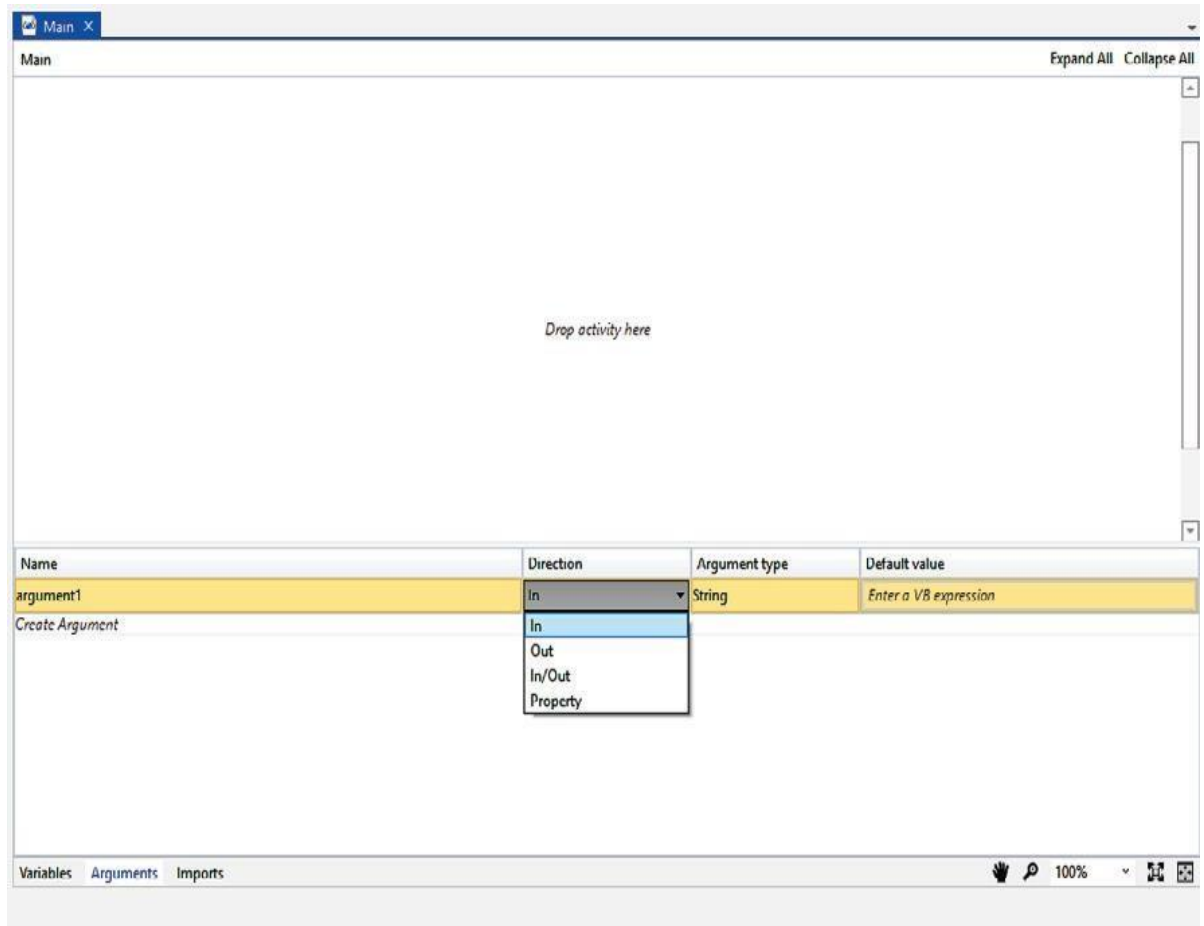 Main X
Main Expand All Collapse All
Drop activity here
Name Direction Argument type Default value
argument1 In String Enter a VB expression
Create Argument
In
Out
In/Out
Property
Variables Arguments Imports 100%